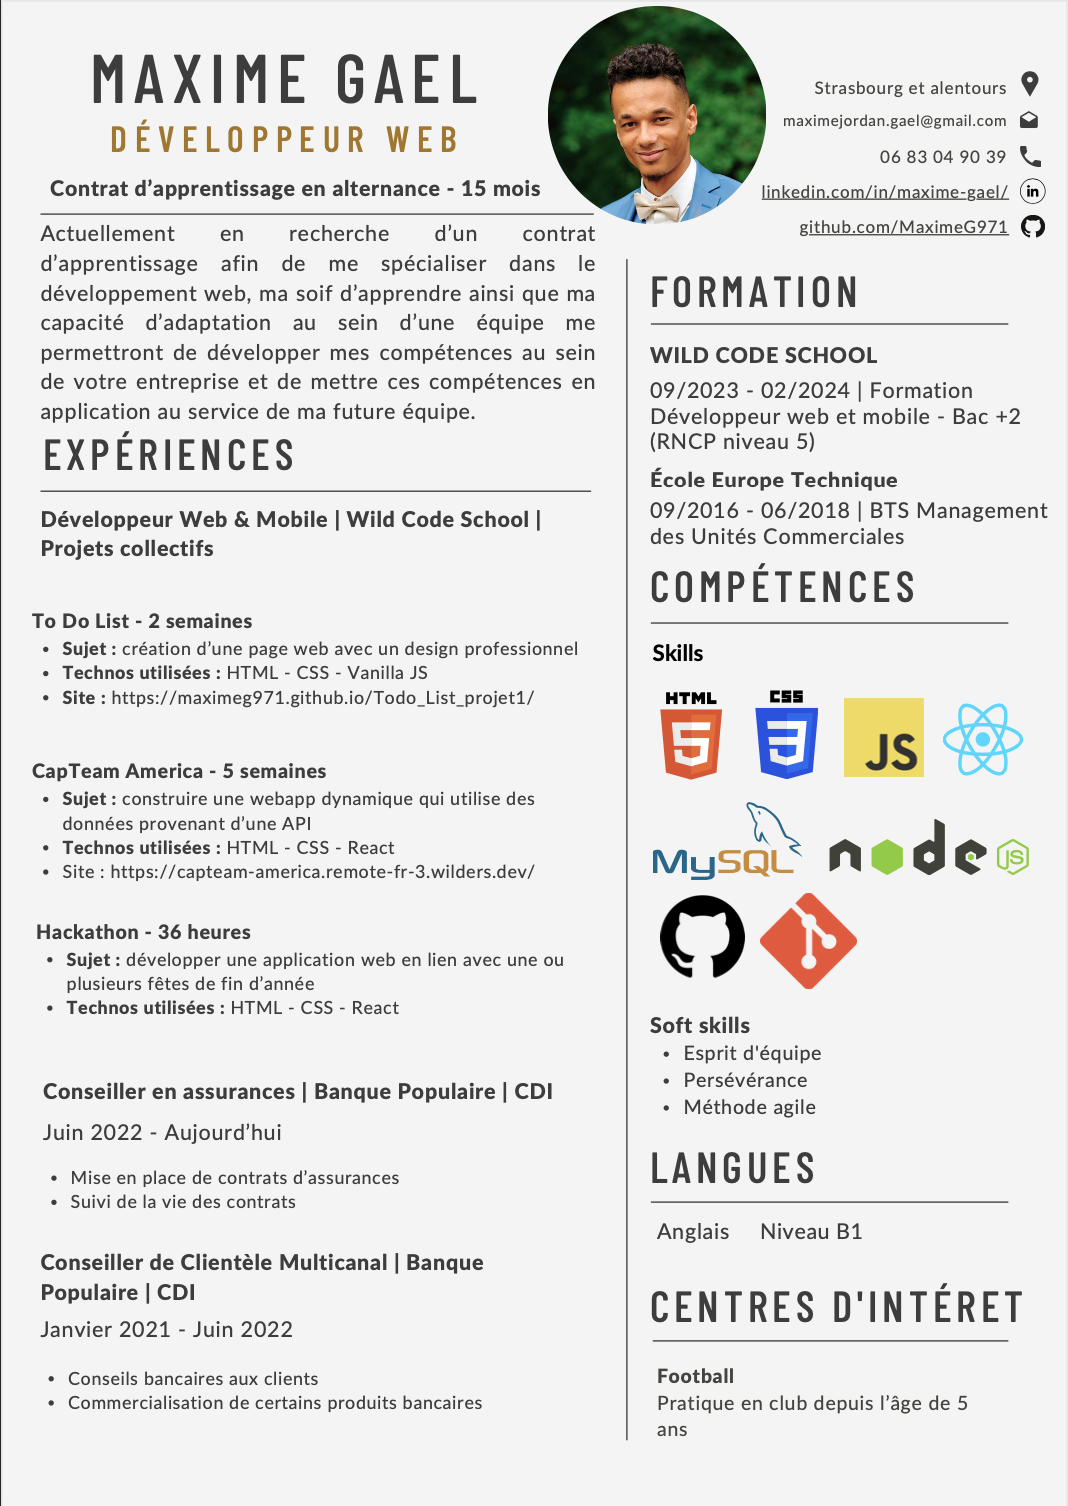 MAXIME GAEL
DÉVELOPPEUR WEB
Contrat d'apprentissage en alternance - 15 mois
Strasbourg et alentours
maximejordan.gael@gmail.com
06 83 04 90 39
linkedin.com/in/maxime-gael/
in
github.com/MaximeG971
Actuellement en recherche d'un contrat
d'apprentissage afin de me spécialiser dans le
développement web, ma soif d'apprendre ainsi que ma
capacité d'adaptation au sein d'une équipe me
permettront de développer mes compétences au sein
de votre entreprise et de mettre ces compétences en
application au service de ma future équipe.
EXPÉRIENCES
Développeur Web & Mobile | Wild Code School |
Projets collectifs
To Do List - 2 semaines
• Sujet : création d'une page web avec un design professionnel
• Technos utilisées : HTML - CSS - Vanilla JS
• Site : https://maximeg971.github.io/Todo_List_projet1/
CapTeam America - 5 semaines
• Sujet : construire une webapp dynamique qui utilise des
données provenant d'une API
• Technos utilisées : HTML - CSS - React
• Site : https://capteam-america.remote-fr-3.wilders.dev/
Hackathon - 36 heures
• Sujet : développer une application web en lien avec une ou
plusieurs fêtes de fin d'année
• Technos utilisées : HTML - CSS - React
Conseiller en assurances | Banque Populaire | CDI
Juin 2022 - Aujourd'hui
• Mise en place de contrats d'assurances
• Suivi de la vie des contrats
Conseiller de Clientèle Multicanal | Banque
Populaire | CDI
Janvier 2021 - Juin 2022
• Conseils bancaires aux clients
• Commercialisation de certains produits bancaires
FORMATION
WILD CODE SCHOOL
09/2023 - 02/2024 | Formation
Développeur web et mobile - Bac +2
(RNCP niveau 5)
École Europe Technique
09/2016 - 06/2018 | BTS Management
des Unités Commerciales
COMPÉTENCES
Skills
HTML
5
CSS
3
JS
MySQL
node
JS
Soft skills
• Esprit d'équipe
• Persévérance
• Méthode agile
LANGUES
Anglais Niveau B1
CENTRES D'INTÉRET
Football
Pratique en club depuis l'âge de 5
ans